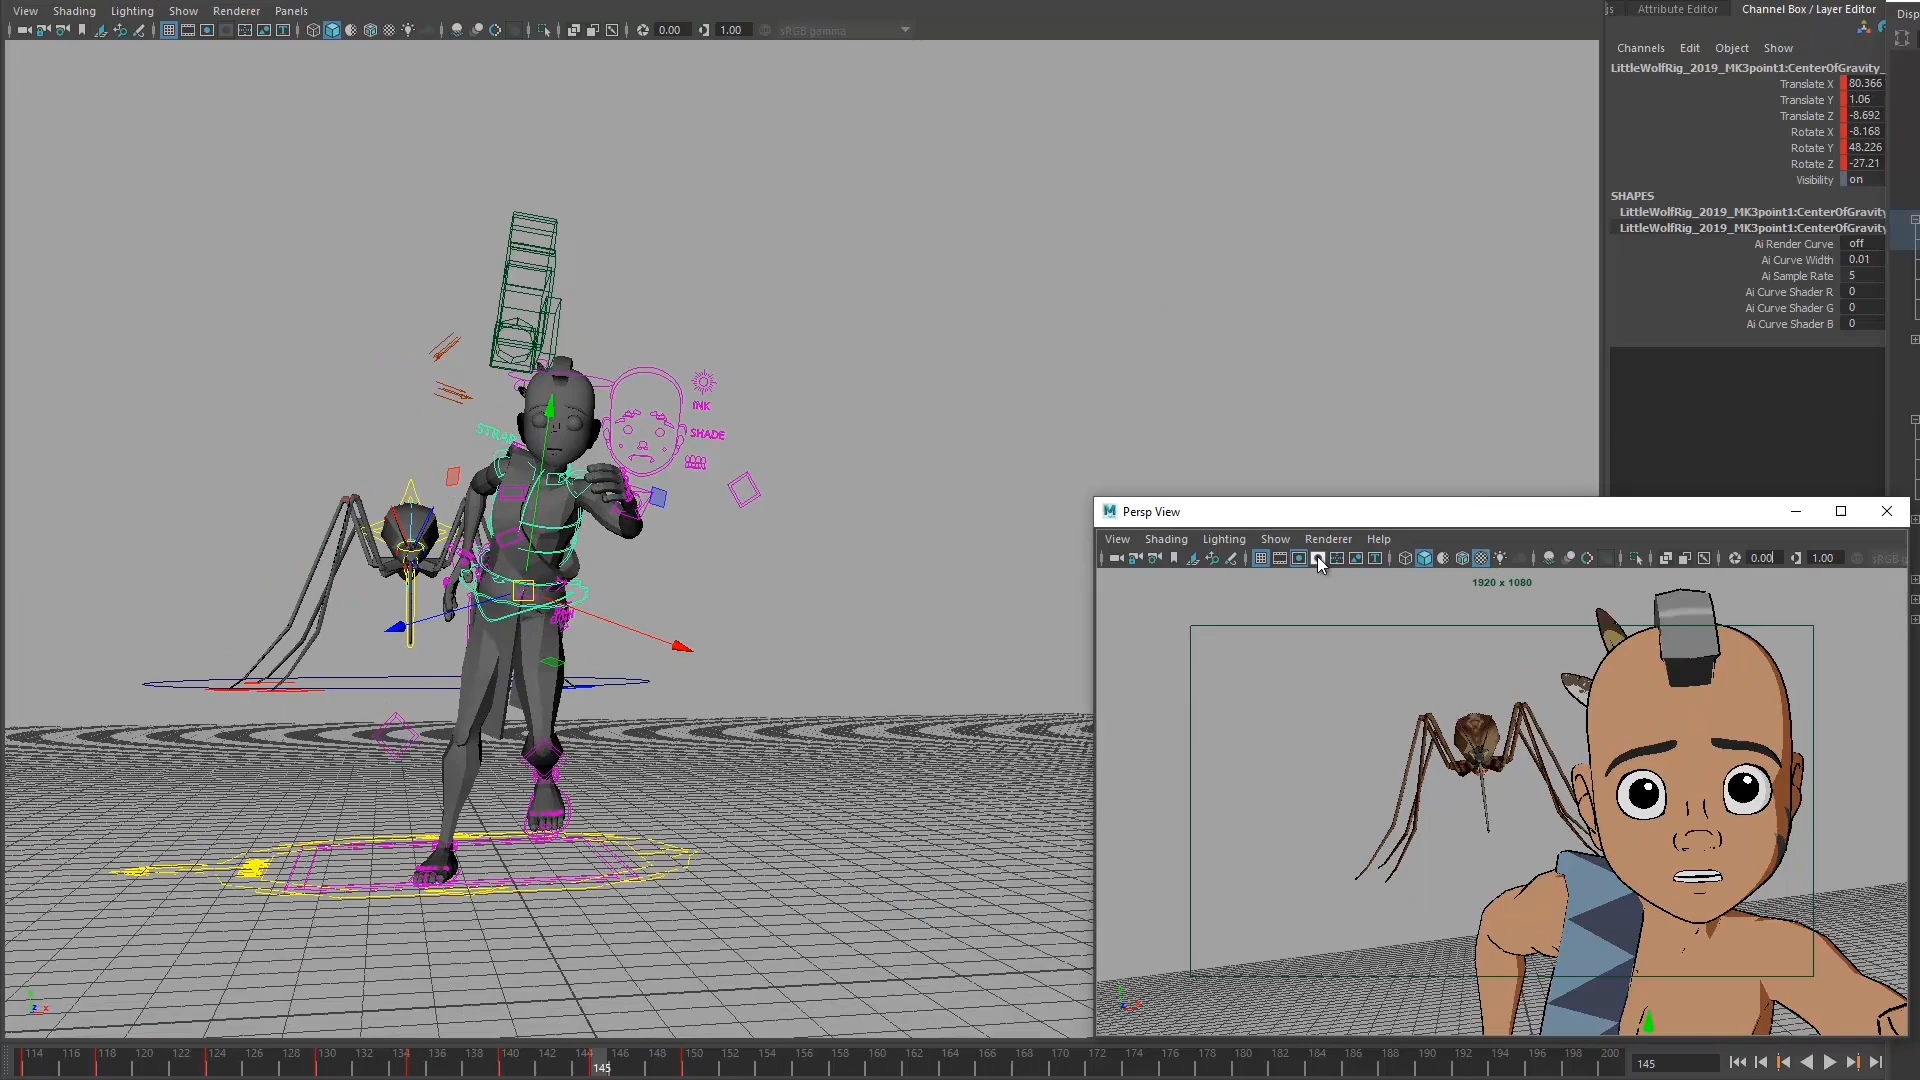 View Shading Lighting Show Renderer Panels
0.00 1.00 sRGB gamma
Attribute Editor Channel Box / Layer Editor Disp
Channels Edit Object Show
LittleWolfRig_2019_MK3point1:CenterOfGravity_
Translate X 80.366
Translate Y 1.06
Translate Z -8.692
Rotate X -8.168
Rotate Y 48.226
Rotate Z -27.21
Visibility on
SHAPES
LittleWolfRig_2019_MK3point1:CenterOfGravity
LittleWolfRig_2019_MK3point1:CenterOfGravity
Ai Render Curve off
Ai Curve Width 0.01
Ai Sample Rate 5
Ai Curve Shader R 0
Ai Curve Shader G 0
Ai Curve Shader B 0
INK
SHADE
STRAP
Persp View
View Shading Lighting Show Renderer Help
0.00 1.00 sRGB g
1920 x 1080
114 116 118 120 122 124 126 128 130 132 134 136 138 140 142 144 146 148 150 152 154 156 158 160 162 164 166 168 170 172 174 176 178 180 182 184 186 188 190 192 194 196 198 200
145
145